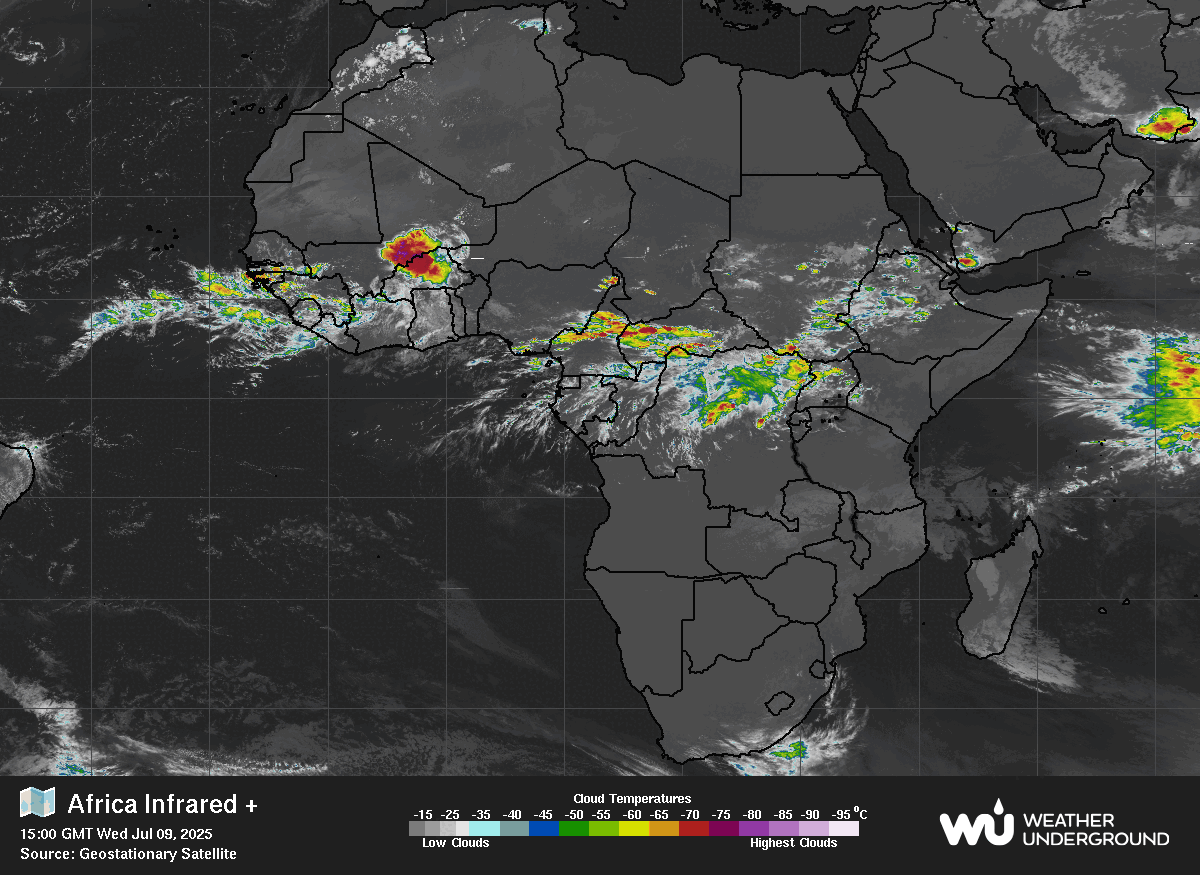 Africa Infrared +
15:00 GMT Wed Jul 09, 2025
Source: Geostationary Satellite
Cloud Temperatures
-15 -25 -35 -40 -45 -50 -55 -60 -65 -70 -75 -80 -85 -90 -95 °C
Low Clouds Highest Clouds
WU WEATHER
UNDERGROUND